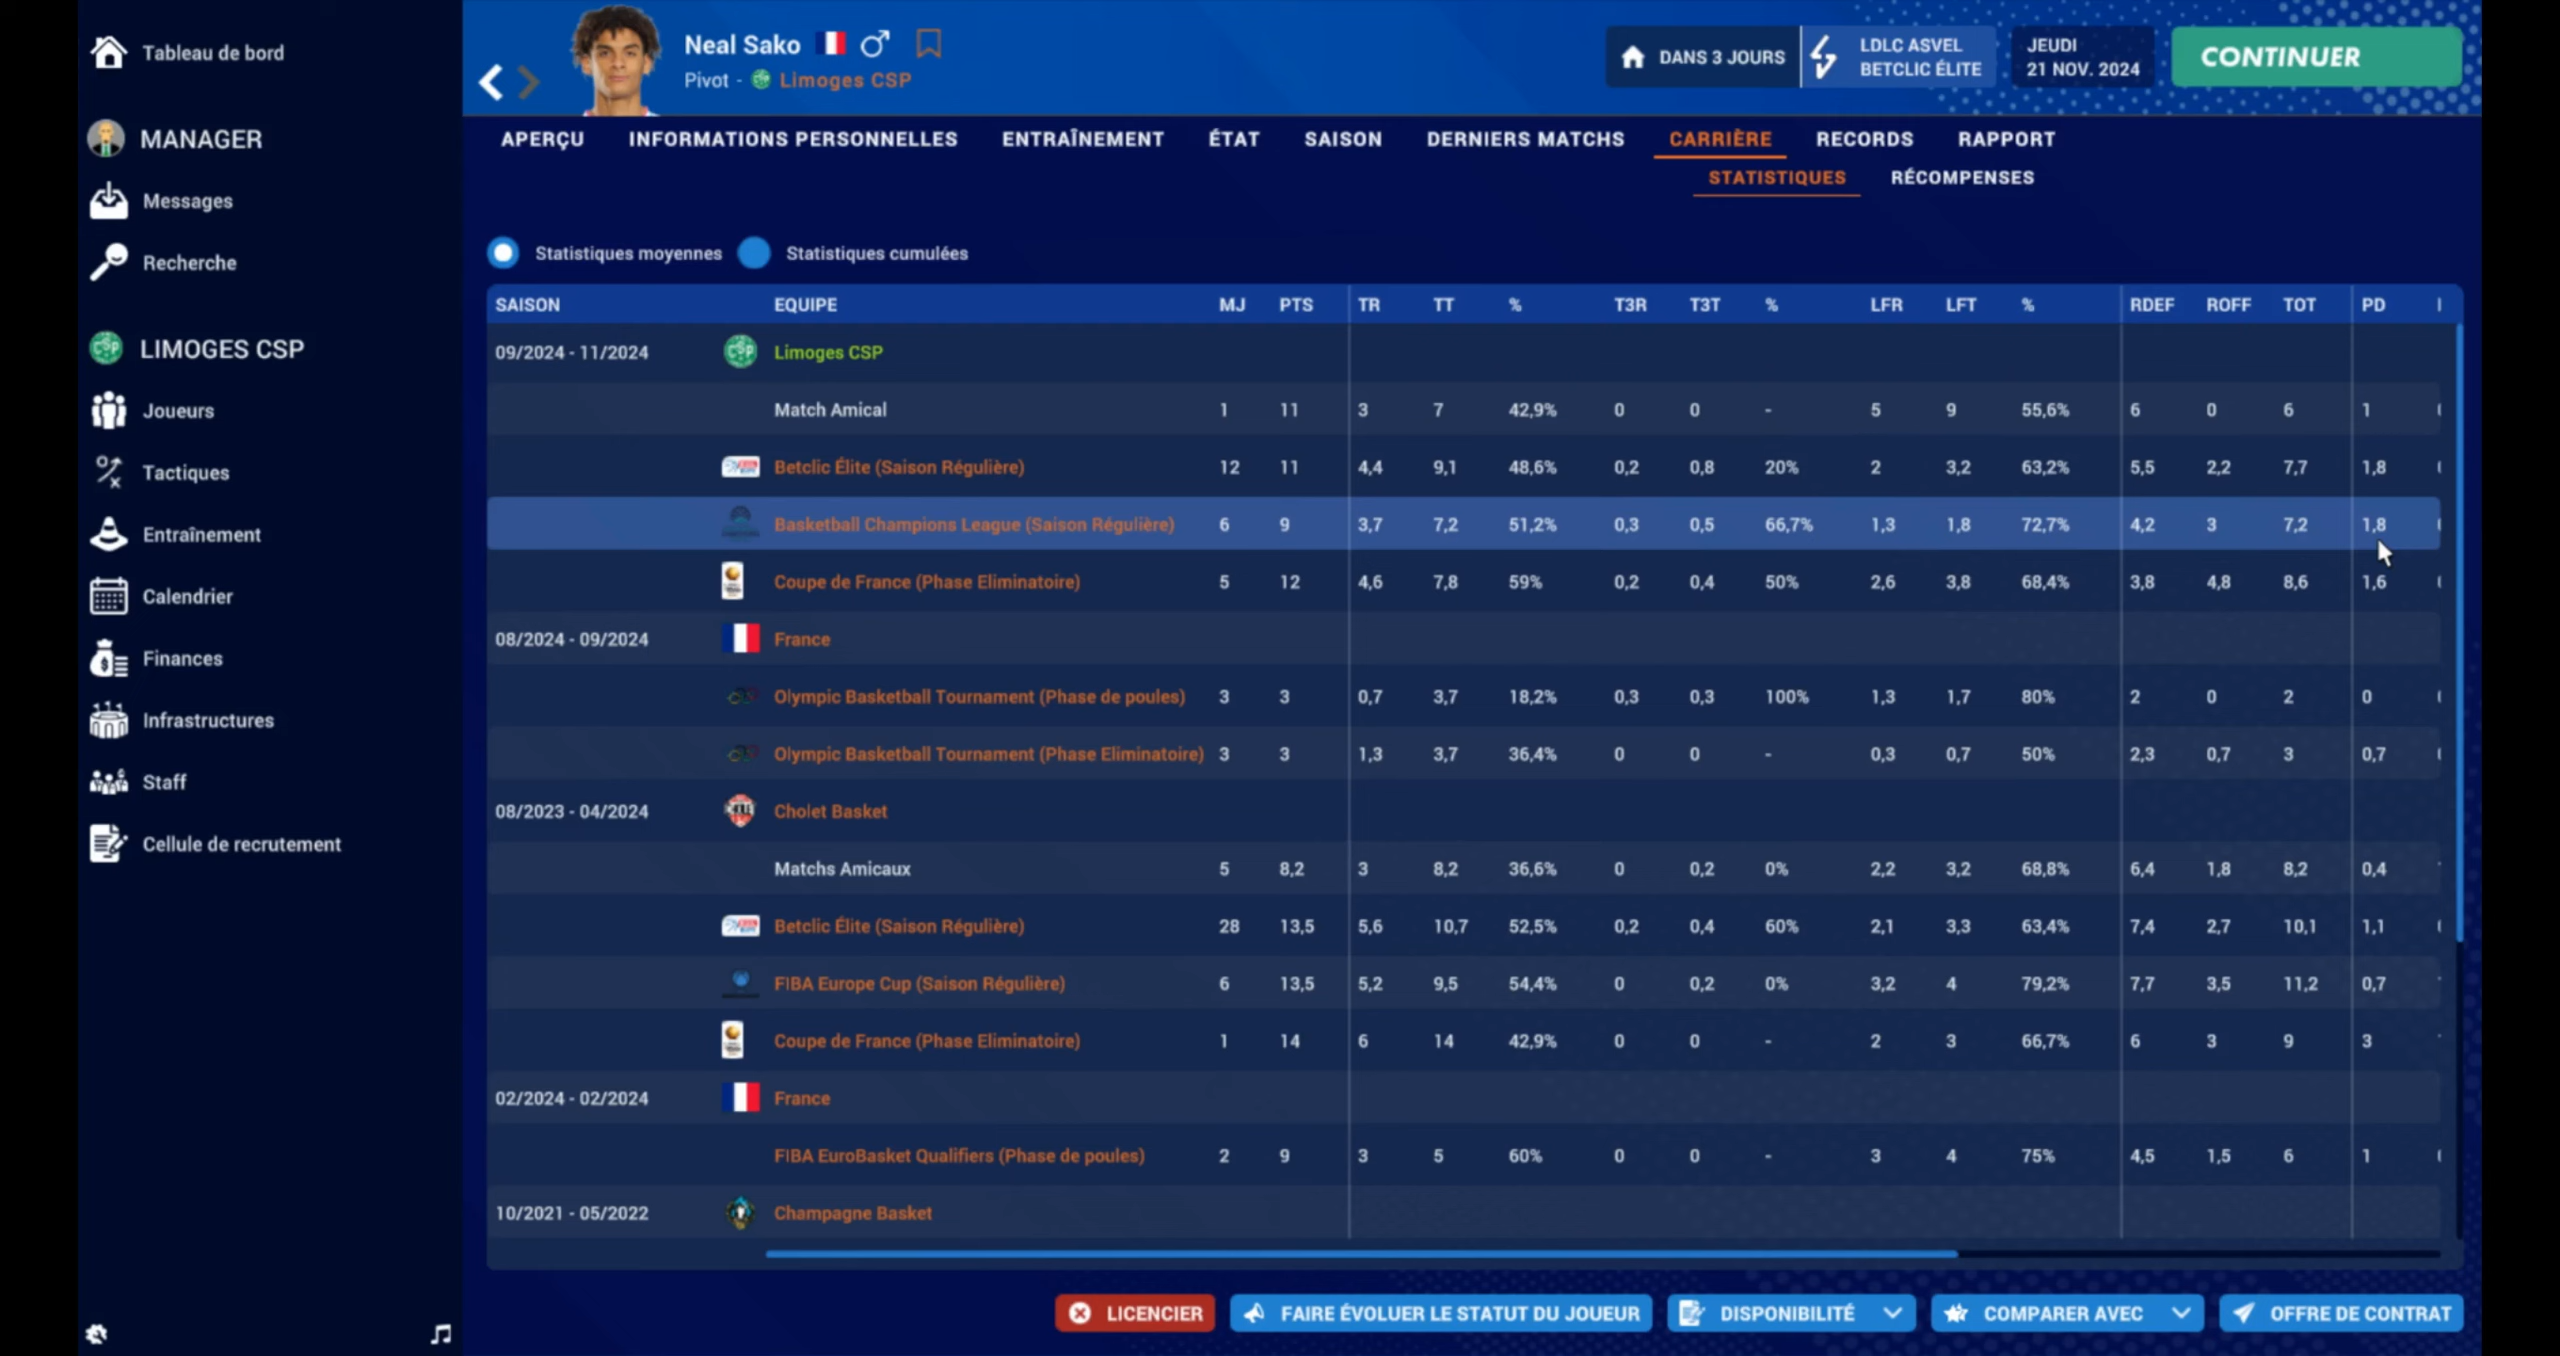 Tableau de bord
MANAGER
Messages
Recherche
LIMOGES CSP
Joueurs
Tactiques
Entraînement
Calendrier
Finances
Infrastructures
Staff
Cellule de recrutement
Neal Sako
Pivot - Limoges CSP
DANS 3 JOURS
LDLC ASVEL
BETCLIC ÉLITE
JEUDI
21 NOV. 2024
CONTINUER
APERÇU INFORMATIONS PERSONNELLES ENTRAÎNEMENT ÉTAT SAISON DERNIERS MATCHS CARRIÈRE RECORDS RAPPORT
STATISTIQUES RÉCOMPENSES
Statistiques moyennes Statistiques cumulées
SAISON EQUIPE MJ PTS TR TT % T3R T3T % LFR LFT % RDEF ROFF TOT PD
09/2024 - 11/2024 CSP Limoges CSP
Match Amical 1 11 3 7 42,9% 0 0 - 5 9 55,6% 6 0 6 1
Betclic Élite (Saison Régulière) 12 11 4,4 9,1 48,6% 0,2 0,8 20% 2 3,2 63,2% 5,5 2,2 7,7 1,8
Basketball Champions League (Saison Régulière) 6 9 3,7 7,2 51,2% 0,3 0,5 66,7% 1,3 1,8 72,7% 4,2 3 7,2 1,8
Coupe de France (Phase Eliminatoire) 5 12 4,6 7,8 59% 0,2 0,4 50% 2,6 3,8 68,4% 3,8 4,8 8,6 1,6
08/2024 - 09/2024 France
Olympic Basketball Tournament (Phase de poules) 3 3 0,7 3,7 18,2% 0,3 0,3 100% 1,3 1,7 80% 2 0 2 0
Olympic Basketball Tournament (Phase Eliminatoire) 3 3 1,3 3,7 36,4% 0 0 - 0,3 0,7 50% 2,3 0,7 3 0,7
08/2023 - 04/2024 Cholet Basket
Matchs Amicaux 5 8,2 3 8,2 36,6% 0 0,2 0% 2,2 3,2 68,8% 6,4 1,8 8,2 0,4
Betclic Élite (Saison Régulière) 28 13,5 5,6 10,7 52,5% 0,2 0,4 60% 2,1 3,3 63,4% 7,4 2,7 10,1 1,1
FIBA Europe Cup (Saison Régulière) 6 13,5 5,2 9,5 54,4% 0 0,2 0% 3,2 4 79,2% 7,7 3,5 11,2 0,7
Coupe de France (Phase Eliminatoire) 1 14 6 14 42,9% 0 0 - 2 3 66,7% 6 3 9 3
02/2024 - 02/2024 France
FIBA EuroBasket Qualifiers (Phase de poules) 2 9 3 5 60% 0 0 - 3 4 75% 4,5 1,5 6 1
10/2021 - 05/2022 Champagne Basket
LICENCIER FAIRE ÉVOLUER LE STATUT DU JOUEUR DISPONIBILITÉ COMPARER AVEC OFFRE DE CONTRAT